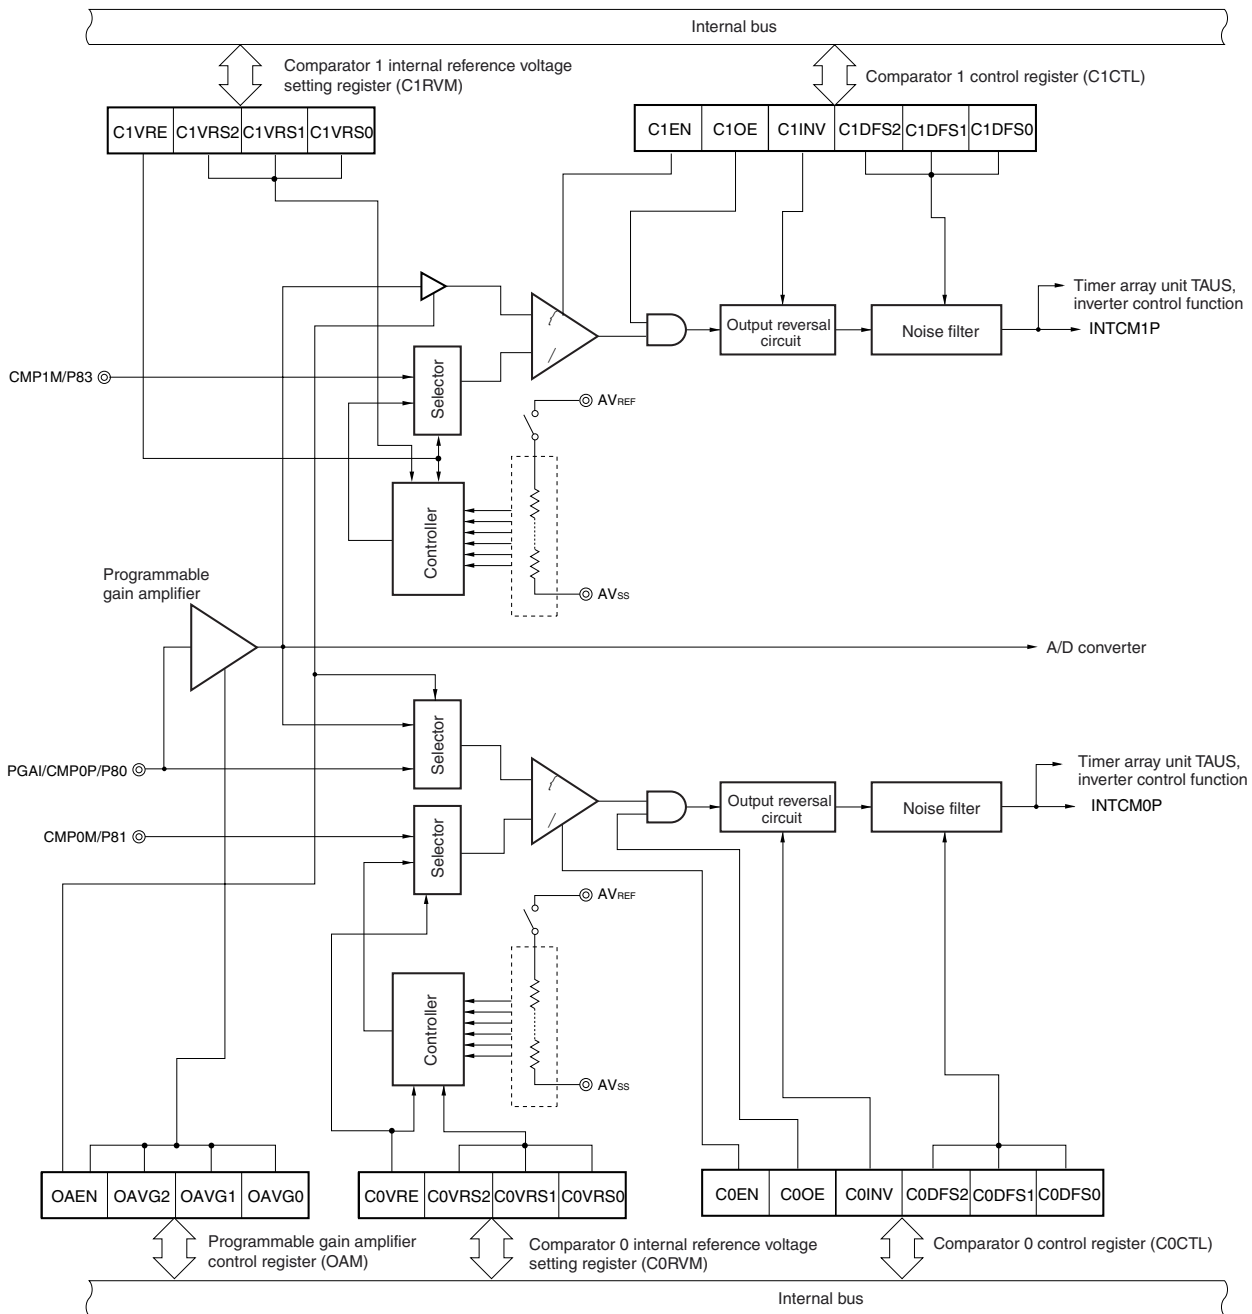 Internal bus
Comparator 1 internal reference voltage
setting register (C1RVM)
Comparator 1 control register (C1CTL)
C1VRE C1VRS2 C1VRS1 C1VRS0
C1EN C1OE C1INV C1DFS2 C1DFS1 C1DFS0
Timer array unit TAUS,
inverter control function
INTCM1P
Output reversal
circuit
Noise filter
CMP1M/P83
Selector
AVREF
Controller
AVSS
Programmable
gain amplifier
A/D converter
Selector
PGAI/CMP0P/P80
Timer array unit TAUS,
inverter control function
INTCM0P
Output reversal
circuit
Noise filter
CMP0M/P81
Selector
AVREF
Controller
AVSS
OAEN OAVG2 OAVG1 OAVG0
C0VRE C0VRS2 C0VRS1 C0VRS0
C0EN C0OE C0INV C0DFS2 C0DFS1 C0DFS0
Programmable gain amplifier
control register (OAM)
Comparator 0 internal reference voltage
setting register (C0RVM)
Comparator 0 control register (C0CTL)
Internal bus